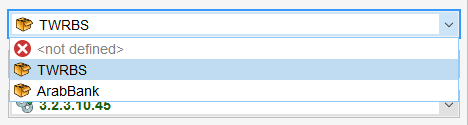 TWRBS
<not defined>
TWRBS
ArabBank
3.2.3.10.45